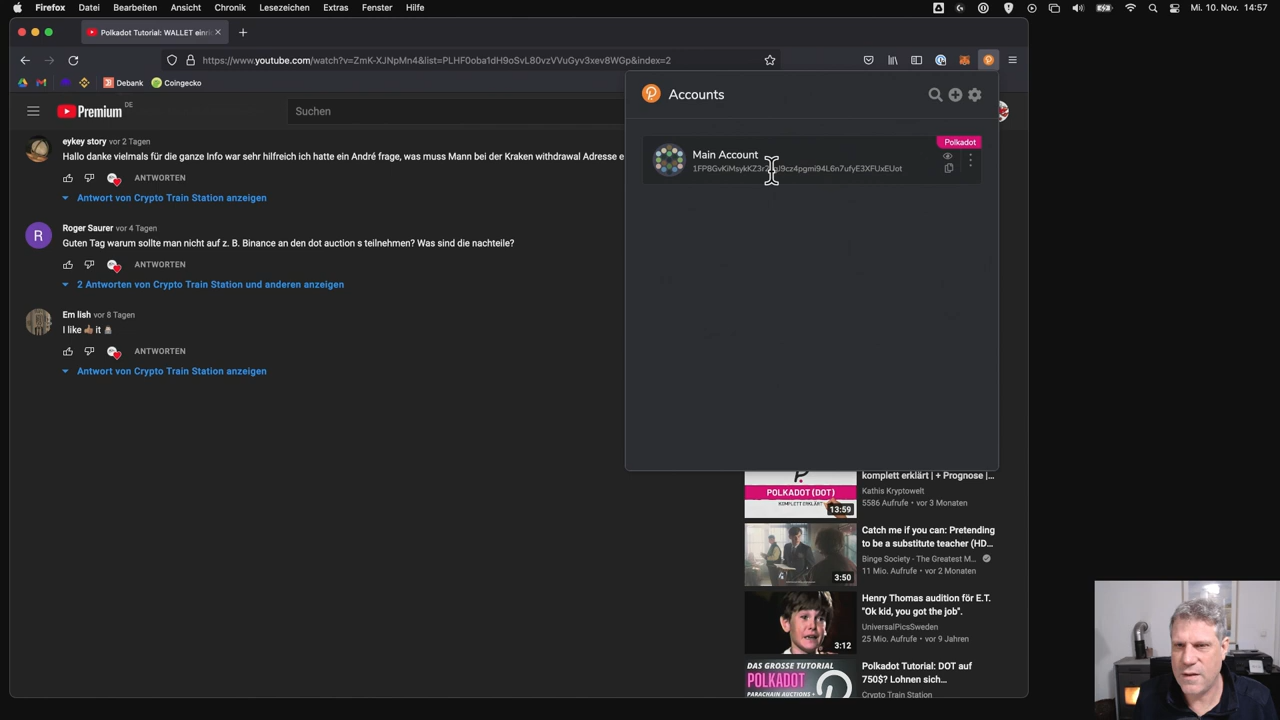 Firefox Datei Bearbeiten Ansicht Chronik Lesezeichen Extras Fenster Hilfe
Mi. 10. Nov. 14:57
Polkadot Tutorial: WALLET einri
https://www.youtube.com/watch?v=ZmK-XJNpMn4&list=PLHF0oba1dH9oSvL80vzVVuGyv3xev8WGp&index=2
Debank Coingecko
Premium DE
Suchen
Accounts
Polkadot
Main Account
eykey story vor 2 Tagen
Hallo danke vielmals für die ganze Info war sehr hilfreich ich hatte ein André frage, was muss Mann bei der Kraken withdrawal Adresse e
ANTWORTEN
Antwort von Crypto Train Station anzeigen
R
Roger Saurer vor 4 Tagen
Guten Tag warum sollte man nicht auf z. B. Binance an den dot auction s teilnehmen? Was sind die nachteile?
ANTWORTEN
2 Antworten von Crypto Train Station und anderen anzeigen
Em lish vor 8 Tagen
I like 👍🏽 it
ANTWORTEN
Antwort von Crypto Train Station anzeigen
POLKADOT (DOT)
KOMPLETT ERKLÄRT
13:59
komplett erklärt | + Prognose |...
Kathis Kryptowelt
5586 Aufrufe • vor 3 Monaten
3:50
Catch me if you can: Pretending
to be a substitute teacher (HD...
Binge Society - The Greatest M...
11 Mio. Aufrufe • vor 2 Monaten
3:12
Henry Thomas audition för E.T.
"Ok kid, you got the job".
UniversalPicsSweden
25 Mio. Aufrufe • vor 9 Jahren
DAS GROSSE TUTORIAL
POLKADOT
PARACHAIN AUCTIONS +
Polkadot Tutorial: DOT auf
750$? Lohnen sich...
Crypto Train Station